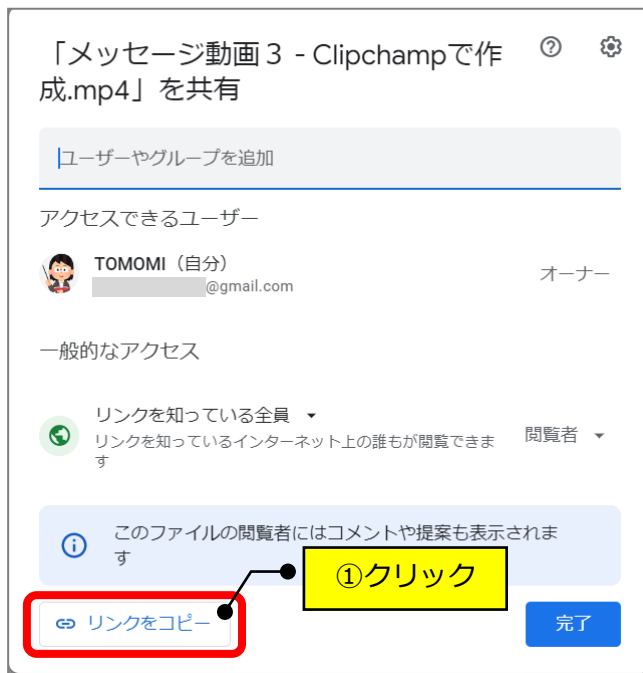 「メッセージ動画３ - Clipchampで作
成.mp4」を共有
ユーザーやグループを追加
アクセスできるユーザー
TOMOMI（自分）
@gmail.com
オーナー
一般的なアクセス
リンクを知っている全員
リンクを知っているインターネット上の誰もが閲覧できま
す
閲覧者
このファイルの閲覧者にはコメントや提案も表示されま
す
①クリック
リンクをコピー
完了